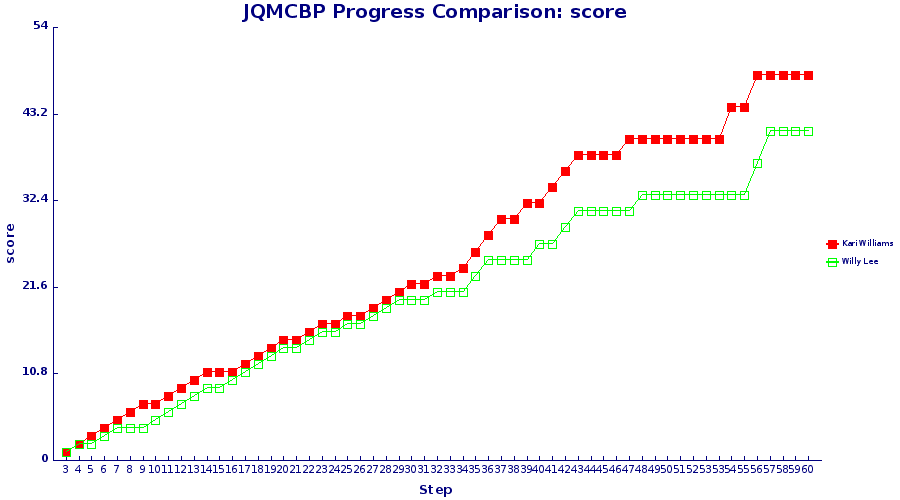 JQMCBP Progress Comparison: score
54
43.2
32.4
21.6
10.8
0
score
3 4 5 6 7 8 9 10 11 12 13 14 15 16 17 18 19 20 21 22 23 24 25 26 27 28 29 30 31 32 33 34 35 36 37 38 39 40 41 42 43 44 45 46 47 48 49 50 51 52 53 54 55 56 57 58 59 60
Step
Kari Williams
Willy Lee